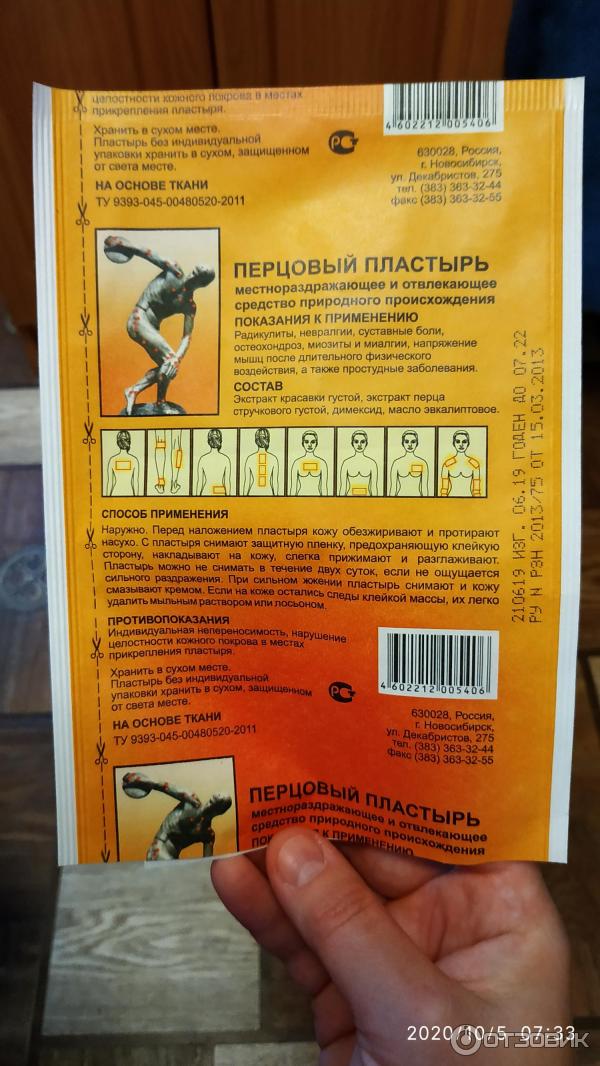 целостности кожного покрова в местах
прикрепления пластыря.
Хранить в сухом месте.
Пластырь без индивидуальной
упаковки хранить в сухом, защищенном
от света месте.
НА ОСНОВЕ ТКАНИ
ТУ 9393-045-00480520-2011
4 602212 005406
РСТ
630028, Россия,
г. Новосибирск,
ул. Декабристов, 275
тел. (383) 363-32-44
факс (383) 363-32-55
ПЕРЦОВЫЙ ПЛАСТЫРЬ
местнораздражающее и отвлекающее
средство природного происхождения
ПОКАЗАНИЯ К ПРИМЕНЕНИЮ
Радикулиты, невралгии, суставные боли,
остеохондроз, миозиты и миалгии, напряжение
мышц после длительного физического
воздействия, а также простудные заболевания.
СОСТАВ
Экстракт красавки густой, экстракт перца
стручкового густой, димексид, масло эвкалиптовое.
СПОСОБ ПРИМЕНЕНИЯ
Наружно. Перед наложением пластыря кожу обезжиривают и протирают
насухо. С пластыря снимают защитную пленку, предохраняющую клейкую
сторону, накладывают на кожу, слегка прижимают и разглаживают.
Пластырь можно не снимать в течение двух суток, если не ощущается
сильного раздражения. При сильном жжении пластырь снимают и кожу
смазывают кремом. Если на коже остались следы клейкой массы, их легко
удалить мыльным раствором или лосьоном.
ПРОТИВОПОКАЗАНИЯ
Индивидуальная непереносимость, нарушение
целостности кожного покрова в местах
прикрепления пластыря.
Хранить в сухом месте.
Пластырь без индивидуальной
упаковки хранить в сухом, защищенном
от света месте.
НА ОСНОВЕ ТКАНИ
ТУ 9393-045-00480520-2011
РСТ
4 602212 005406
630028, Россия,
г. Новосибирск,
ул. Декабристов, 275
тел. (383) 363-32-44
факс (383) 363-32-55
210619 ИЗГ. 06.19 ГОДЕН ДО 07.22
РУ N РЗН 2013/75 ОТ 15.03.2013
ПЕРЦОВЫЙ ПЛАСТЫРЬ
местнораздражающее и отвлекающее
средство природного происхождения
К ПРИМЕНЕНИЮ
2020/10/5 07:33
ОТЗОВИК